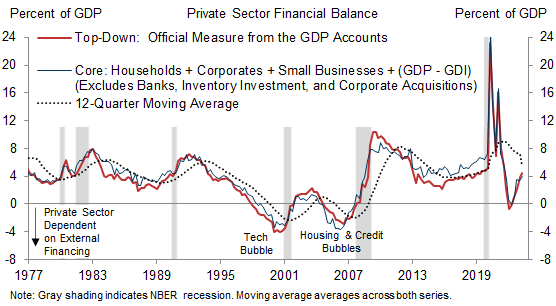 Percent of GDP Private Sector Financial Balance Percent of GDP
24 24
20 20
16 16
12 12
8 8
4 4
0 0
-4 -4
-8 -8
Top-Down: Official Measure from the GDP Accounts
Core: Households + Corporates + Small Businesses + (GDP - GDI)
(Excludes Banks, Inventory Investment, and Corporate Acquisitions)
12-Quarter Moving Average
Private Sector
Dependent
on External
Financing
Tech
Bubble
Housing & Credit
Bubbles
1977 1983 1989 1995 2001 2007 2013 2019
Note: Gray shading indicates NBER recession. Moving average averages across both series.